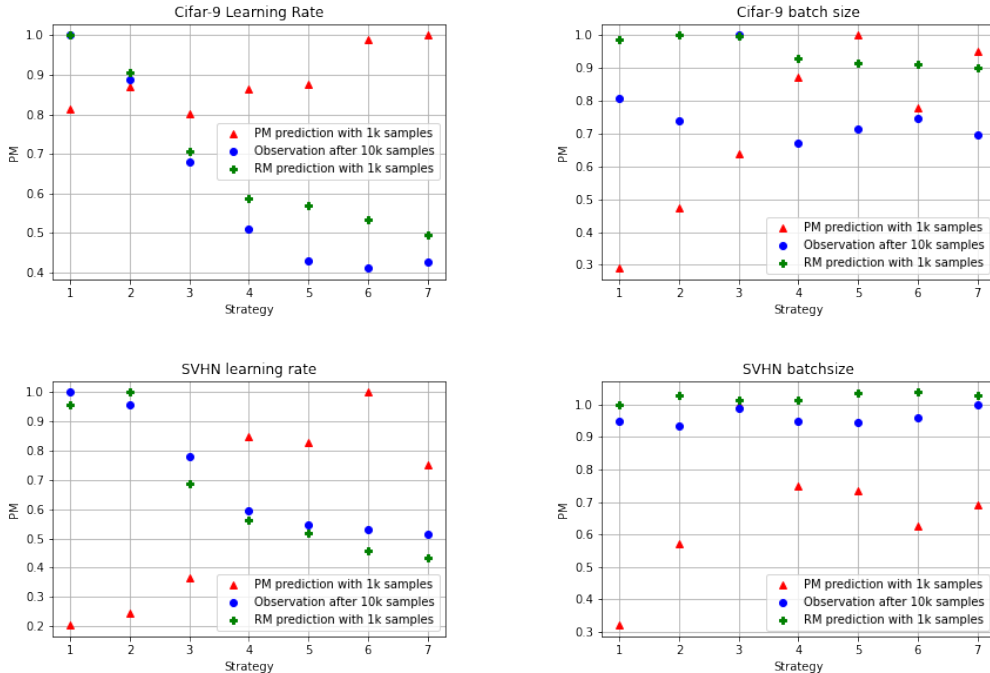 Cifar-9 Learning Rate
1.0
0.9
0.8
0.7
0.6
0.5
0.4
PM
PM prediction with 1k samples
Observation after 10k samples
RM prediction with 1k samples
1 2 3 4 5 6 7
Strategy
Cifar-9 batch size
1.0
0.9
0.8
0.7
0.6
0.5
0.4
0.3
PM
PM prediction with 1k samples
Observation after 10k samples
RM prediction with 1k samples
1 2 3 4 5 6 7
Strategy
SVHN learning rate
1.0
0.9
0.8
0.7
0.6
0.5
0.4
0.3
0.2
PM
PM prediction with 1k samples
Observation after 10k samples
RM prediction with 1k samples
1 2 3 4 5 6 7
Strategy
SVHN batchsize
1.0
0.9
0.8
0.7
0.6
0.5
0.4
0.3
PM
PM prediction with 1k samples
Observation after 10k samples
RM prediction with 1k samples
1 2 3 4 5 6 7
Strategy